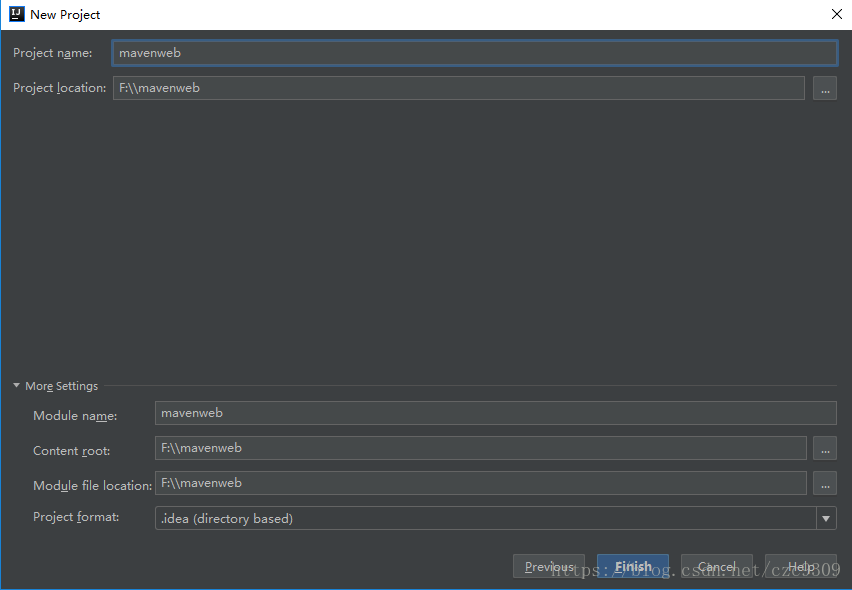 New Project
Project name: mavenweb
Project location: F:\\mavenweb ...
More Settings
Module name: mavenweb
Content root: F:\\mavenweb ...
Module file location: F:\\mavenweb ...
Project format: .idea (directory based)
Previous Finish Cancel Help
https://blog.csdn.net/czc9309